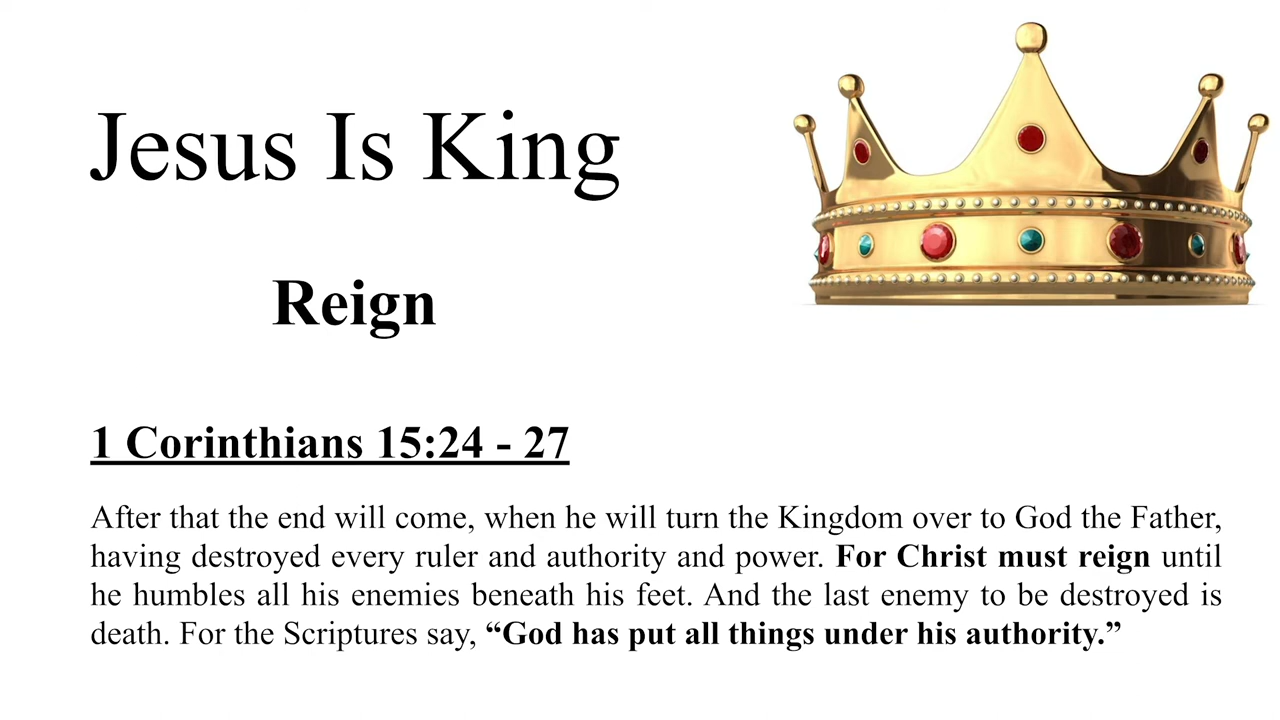 Jesus Is King
Reign
1 Corinthians 15:24 - 27
After that the end will come, when he will turn the Kingdom over to God the Father,
having destroyed every ruler and authority and power. For Christ must reign until
he humbles all his enemies beneath his feet. And the last enemy to be destroyed is
death. For the Scriptures say, “God has put all things under his authority.”